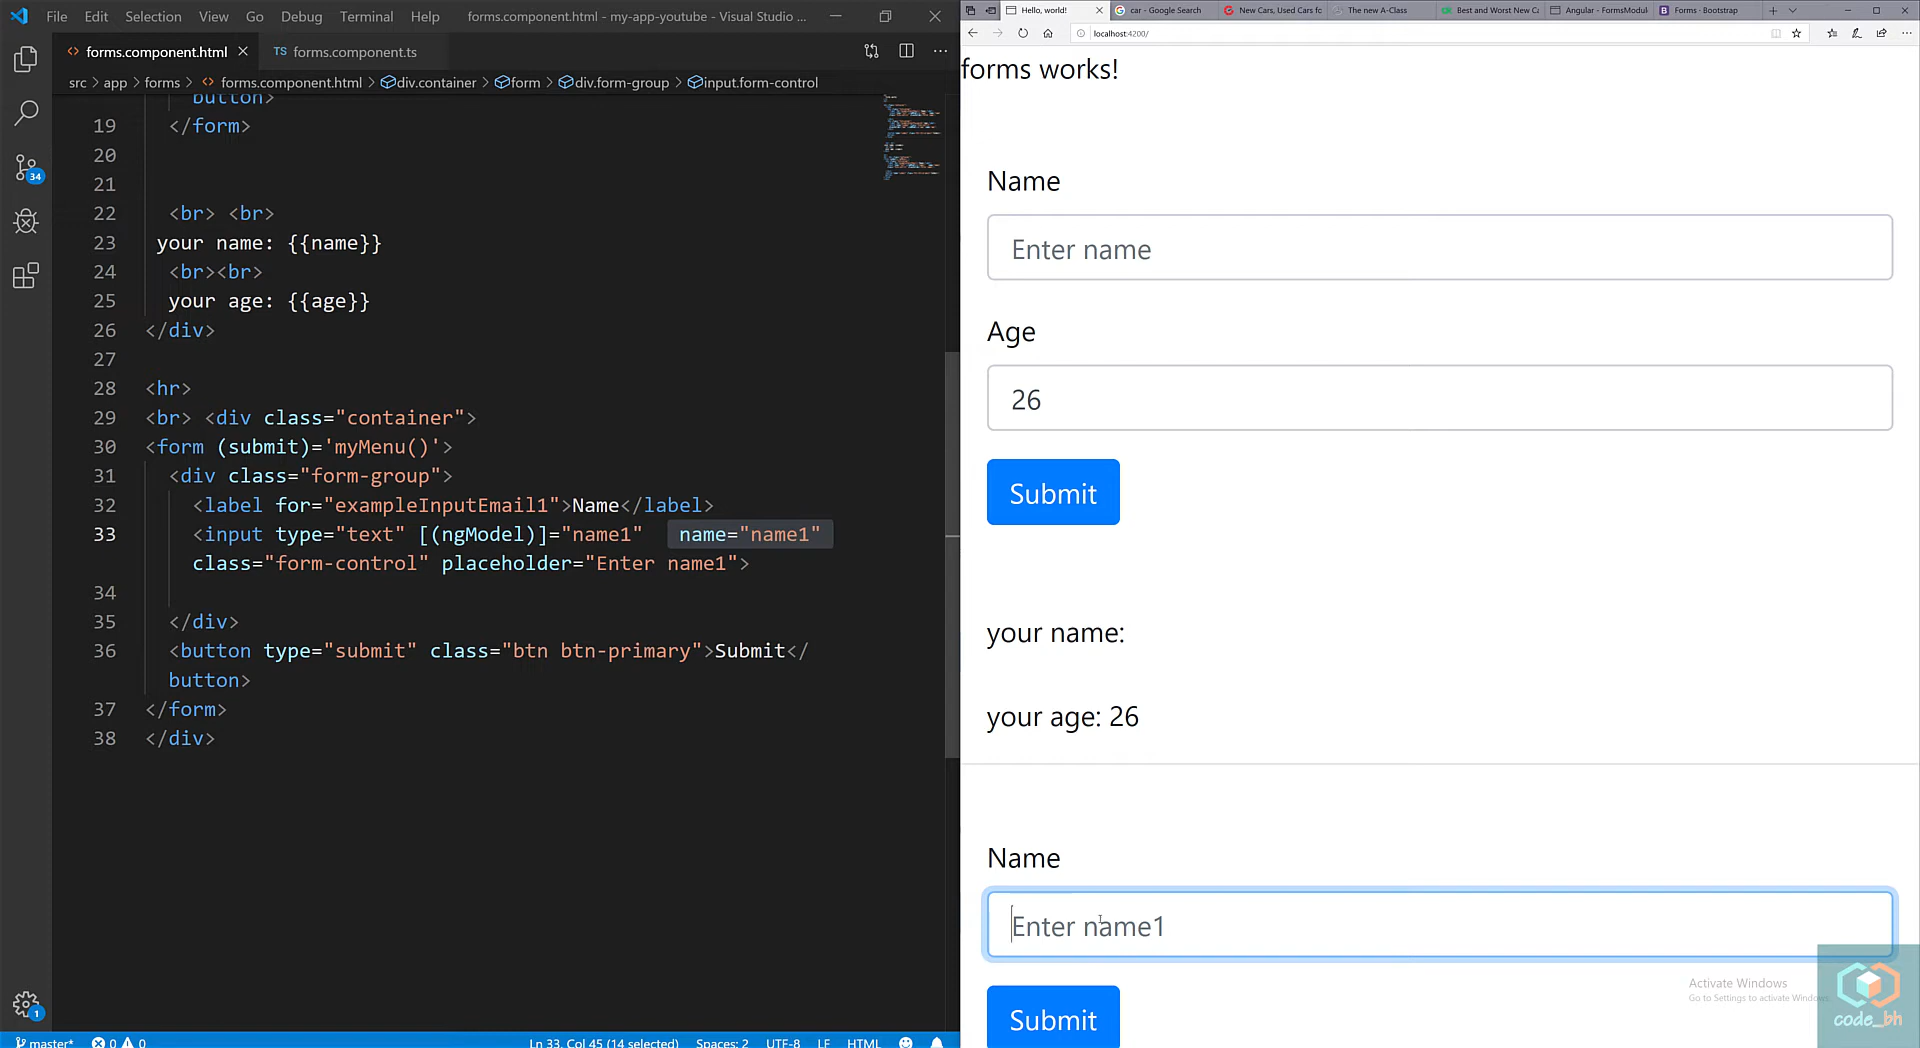 File Edit Selection View Go Debug Terminal Help forms.component.html - my-app-youtube - Visual Studio ...
forms.component.html TS forms.component.ts
src > app > forms > forms.component.html > div.container > form > div.form-group > input.form-control
button>
19 </form>
20
21
22 <br> <br>
23 your name: {{name}}
24 <br><br>
25 your age: {{age}}
26 </div>
27
28 <hr>
29 <br> <div class="container">
30 <form (submit)='myMenu()'>
31 <div class="form-group">
32 <label for="exampleInputEmail1">Name</label>
33 <input type="text" [(ngModel)]="name1" name="name1"
class="form-control" placeholder="Enter name1">
34
35 </div>
36 <button type="submit" class="btn btn-primary">Submit</
button>
37 </form>
38 </div>
34
1
master* 0 0 Ln 33, Col 45 (14 selected) Spaces: 2 UTF-8 LF HTML
Hello, world! car - Google Search New Cars, Used Cars fo The new A-Class Best and Worst New Ca Angular - FormsModul Forms · Bootstrap
localhost:4200/
forms works!
Name
Enter name
Age
26
Submit
your name:
your age: 26
Name
Enter name1
Submit
Activate Windows
Go to Settings to activate Windows.
code_bh